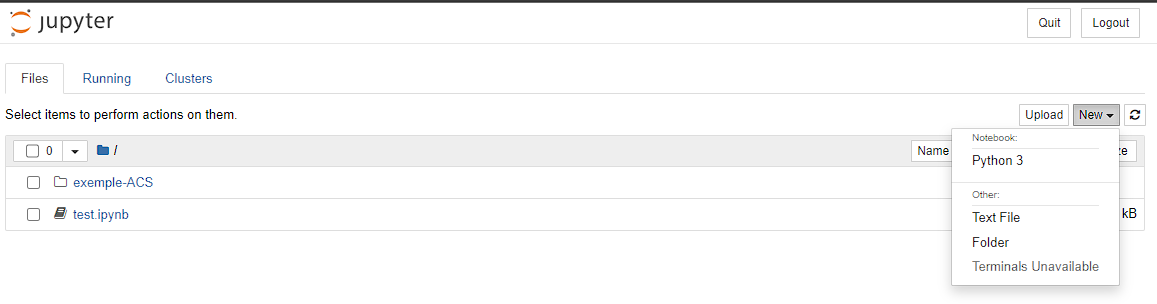 jupyter
Quit Logout
Files Running Clusters
Select items to perform actions on them.
Upload New
0 / Name
Notebook:
Python 3
exemple-ACS
Other:
test.ipynb
Text File
kB
Folder
Terminals Unavailable